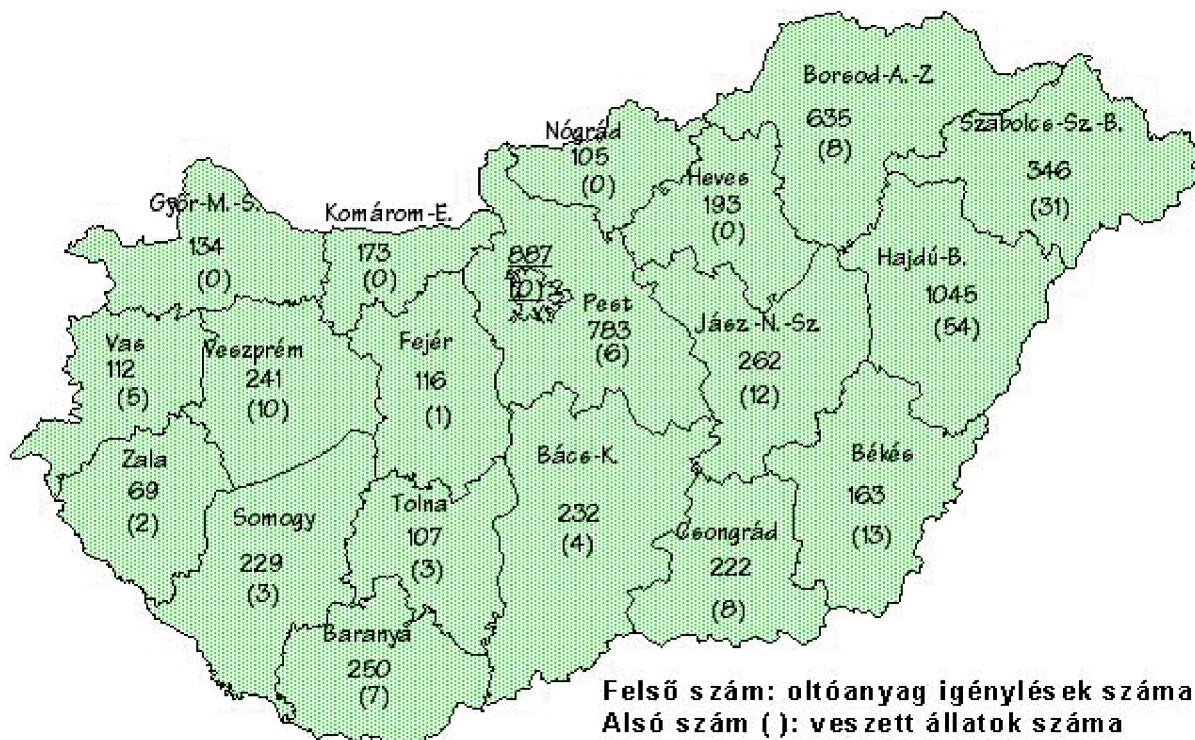 Borsod-A.-Z
635
(8)
Szabolcs-Sz.-B.
346
(31)
Nógrád
105
(0)
Heves
193
(0)
Győr-M.-S.
134
(0)
Komárom-E.
173
(0)
887
Pest
783
(6)
Hajdú-B.
1045
(54)
Jász-N.-Sz
262
(12)
Vas
112
(5)
Veszprém
241
(10)
Fejér
116
(1)
Zala
69
(2)
Somogy
229
(3)
Tolna
107
(3)
Bács-K.
232
(4)
Békés
163
(13)
Csongrád
222
(8)
Baranya
250
(7)
Felső szám: oltóanyag igénylések száma
Alsó szám ( ): veszett állatok száma